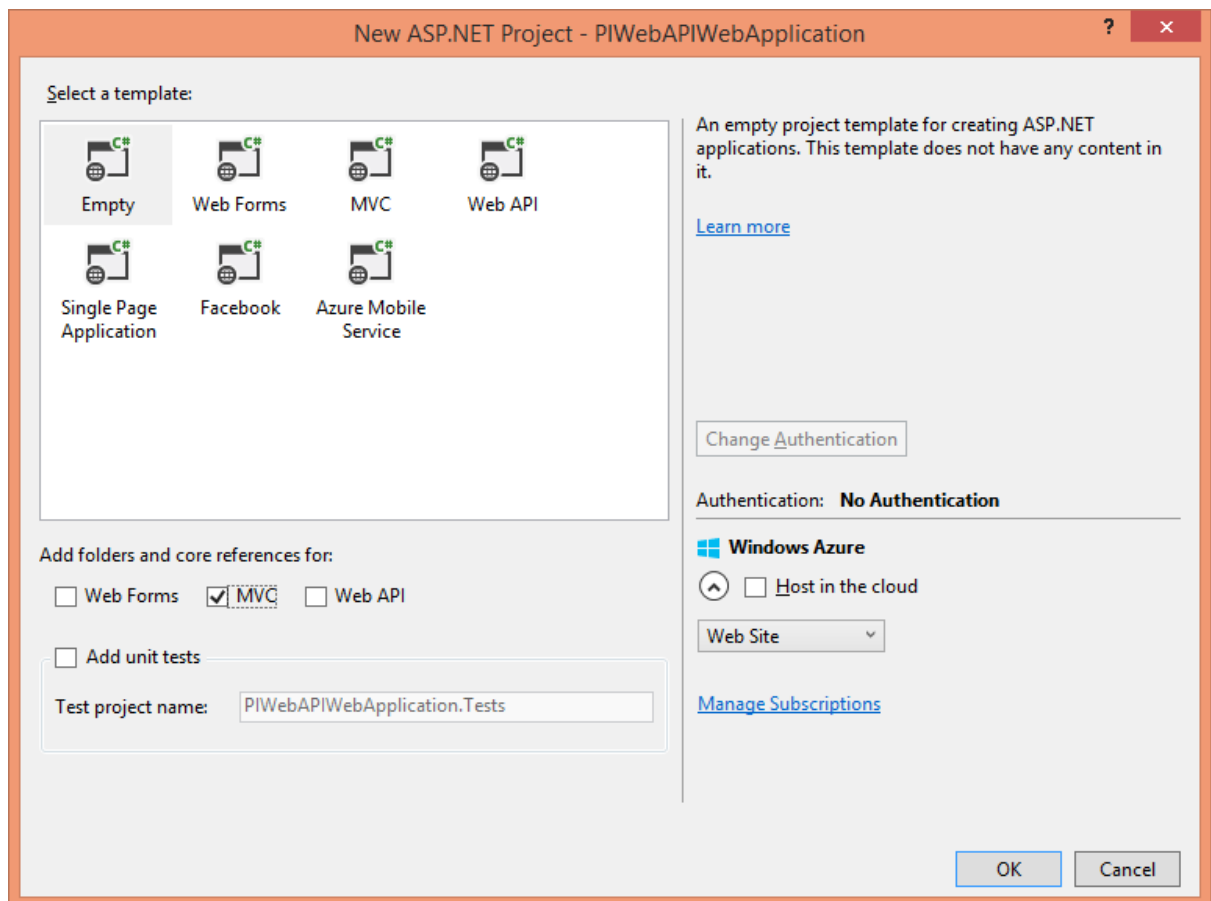 New ASP.NET Project - PIWebAPIWebApplication
?
Select a template:
C# C# C# C#
Empty Web Forms MVC Web API
C# C# C#
Single Page Application
Facebook
Azure Mobile Service
An empty project template for creating ASP.NET
applications. This template does not have any content in
it.
Learn more
Change Authentication
Authentication: No Authentication
Add folders and core references for:
Web Forms MVC Web API
Add unit tests
Test project name: PIWebAPIWebApplication.Tests
Windows Azure
Host in the cloud
Web Site
Manage Subscriptions
OK Cancel